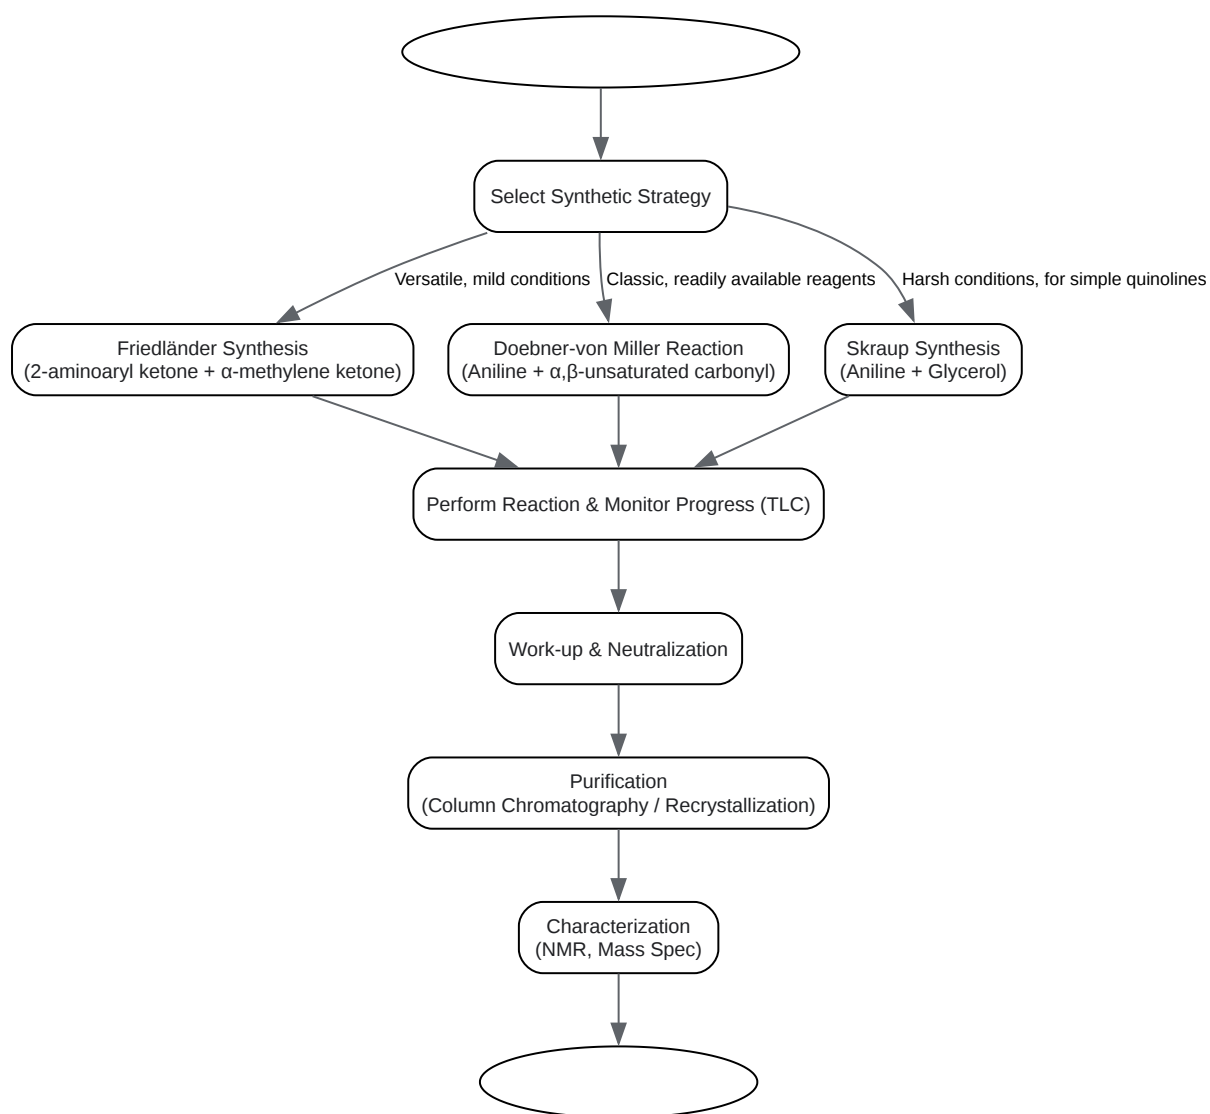 Select Synthetic Strategy
Versatile, mild conditions
Classic, readily available reagents
Harsh conditions, for simple quinolines
Friedländer Synthesis
(2-aminoaryl ketone + α-methylene ketone)
Doebner-von Miller Reaction
(Aniline + α,β-unsaturated carbonyl)
Skraup Synthesis
(Aniline + Glycerol)
Perform Reaction & Monitor Progress (TLC)
Work-up & Neutralization
Purification
(Column Chromatography / Recrystallization)
Characterization
(NMR, Mass Spec)